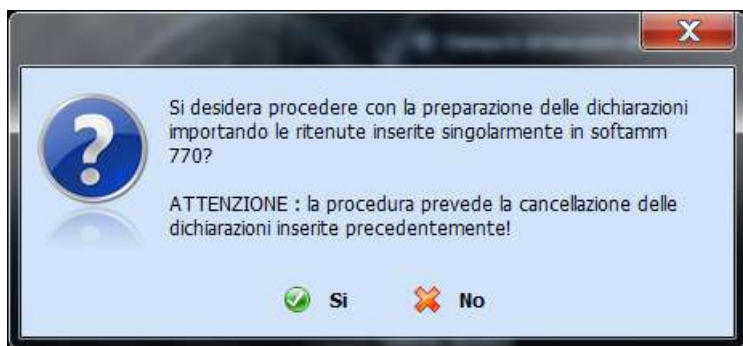 Si desidera procedere con la preparazione delle dichiarazioni
importando le ritenute inserite singolarmente in softamm
770?
ATTENZIONE : la procedura prevede la cancellazione delle
dichiarazioni inserite precedentemente!
Si No